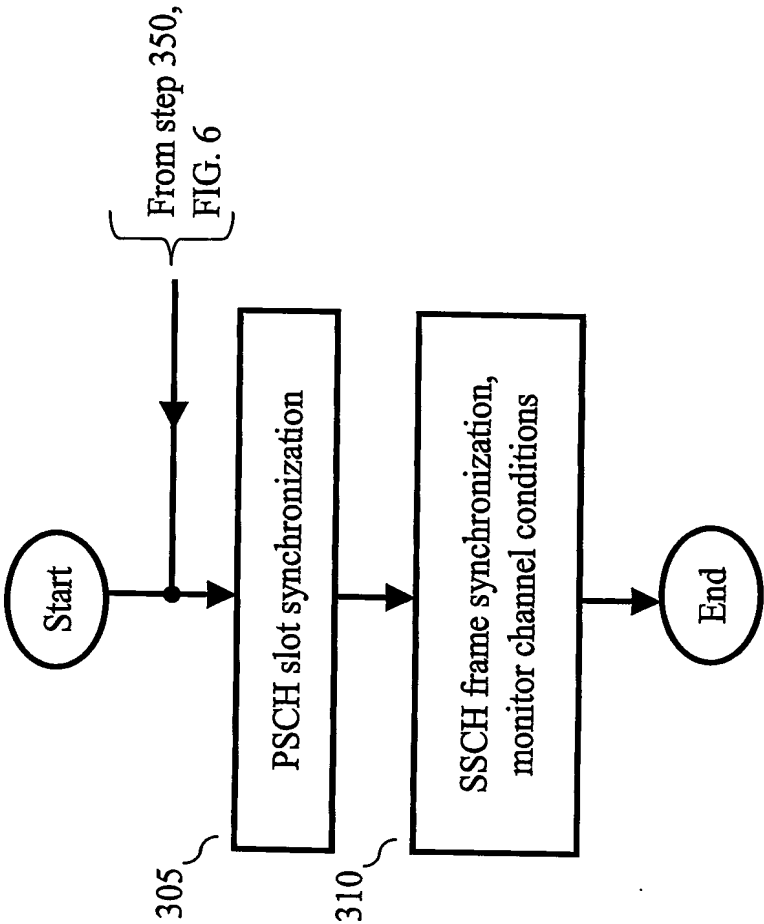 Start
From step 350,
FIG. 6
305
PSCH slot synchronization
310
SSCH frame synchronization,
monitor channel conditions
End